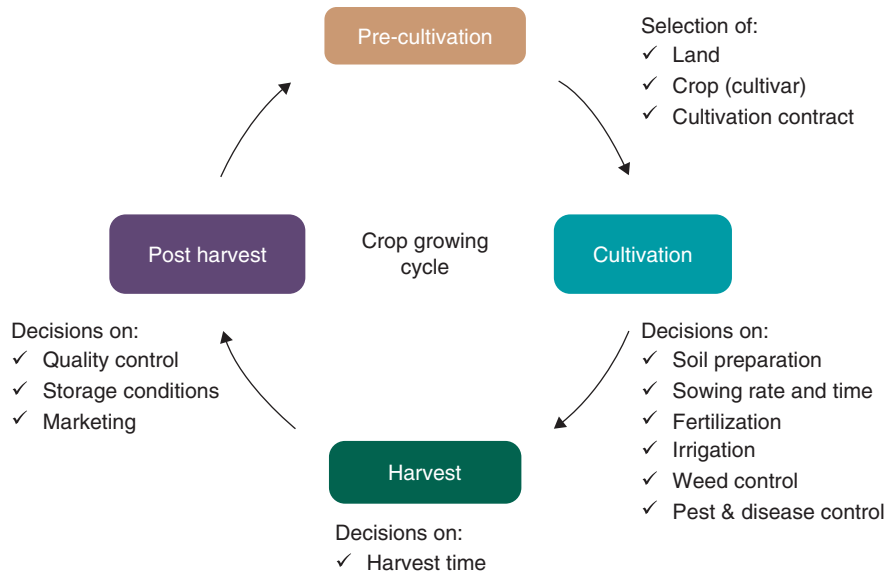 Pre-cultivation
Selection of:
✓ Land
✓ Crop (cultivar)
✓ Cultivation contract
Post harvest
Crop growing
cycle
Cultivation
Decisions on:
✓ Quality control
✓ Storage conditions
✓ Marketing
Decisions on:
✓ Soil preparation
✓ Sowing rate and time
✓ Fertilization
✓ Irrigation
✓ Weed control
✓ Pest & disease control
Harvest
Decisions on:
✓ Harvest time